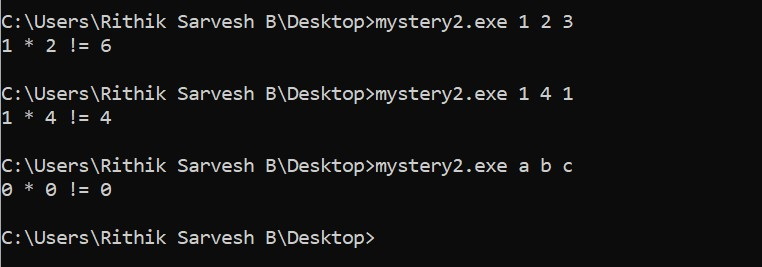 C:\Users\Rithik Sarvesh B\Desktop>mystery2.exe 1 2 3
1 * 2 != 6
C:\Users\Rithik Sarvesh B\Desktop>mystery2.exe 1 4 1
1 * 4 != 4
C:\Users\Rithik Sarvesh B\Desktop>mystery2.exe a b c
0 * 0 != 0
C:\Users\Rithik Sarvesh B\Desktop>